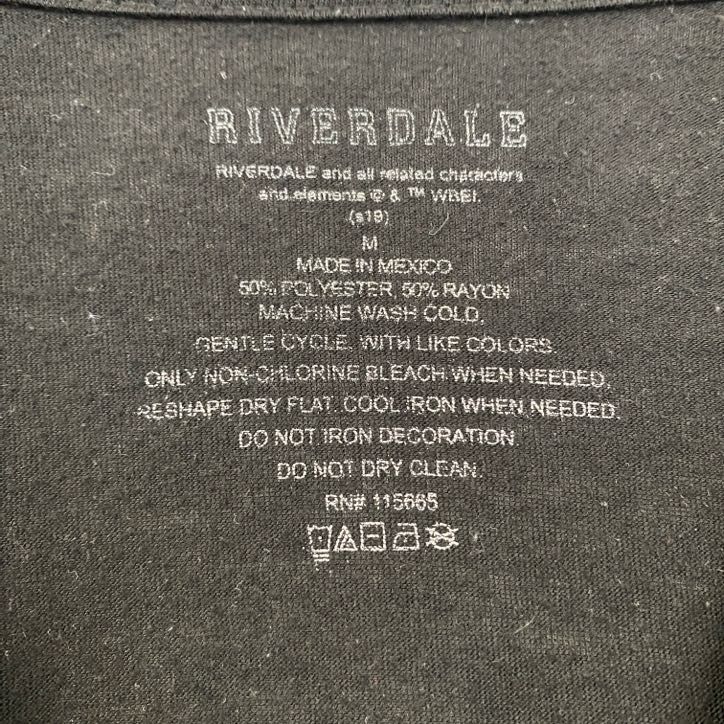 RIVERDALE
RIVERDALE and all related characters
and elements © & ™ WBEI.
(s19)
M
MADE IN MEXICO
50% POLYESTER, 50% RAYON
MACHINE WASH COLD,
GENTLE CYCLE, WITH LIKE COLORS.
ONLY NON-CHLORINE BLEACH WHEN NEEDED.
RESHAPE DRY FLAT. COOL IRON WHEN NEEDED.
DO NOT IRON DECORATION.
DO NOT DRY CLEAN.
RN# 115665